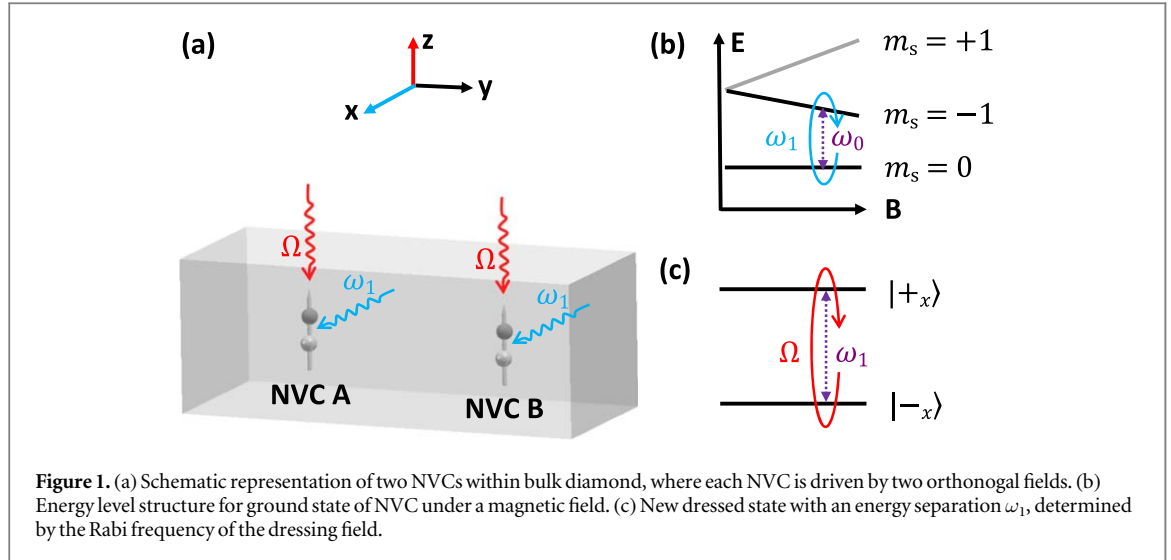 (a)
z
y
x
Ω
Ω
ω₁
ω₁
NVC A
NVC B
(b)
E
mₛ = +1
mₛ = −1
ω₁
ω₀
mₛ = 0
B
(c)
|+ₓ⟩
Ω
ω₁
|−ₓ⟩
Figure 1. (a) Schematic representation of two NVCs within bulk diamond, where each NVC is driven by two orthonogal fields. (b)
Energy level structure for ground state of NVC under a magnetic field. (c) New dressed state with an energy separation ω₁, determined
by the Rabi frequency of the dressing field.